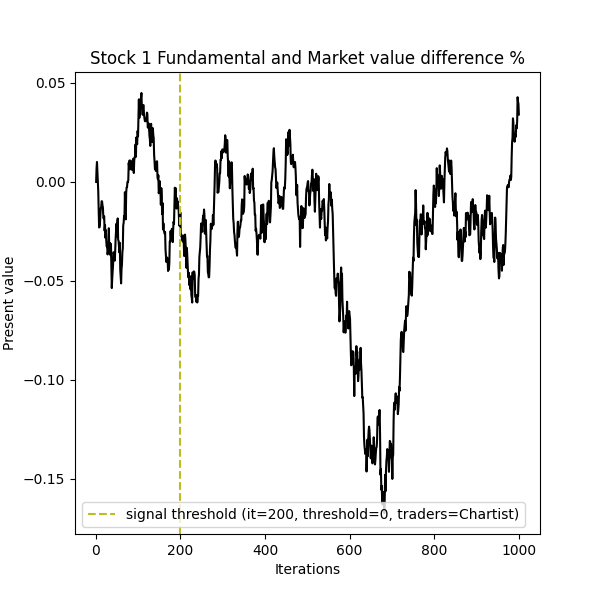 Stock 1 Fundamental and Market value difference %
Present value
0.05
0.00
−0.05
−0.10
−0.15
signal threshold (it=200, threshold=0, traders=Chartist)
0 200 400 600 800 1000
Iterations